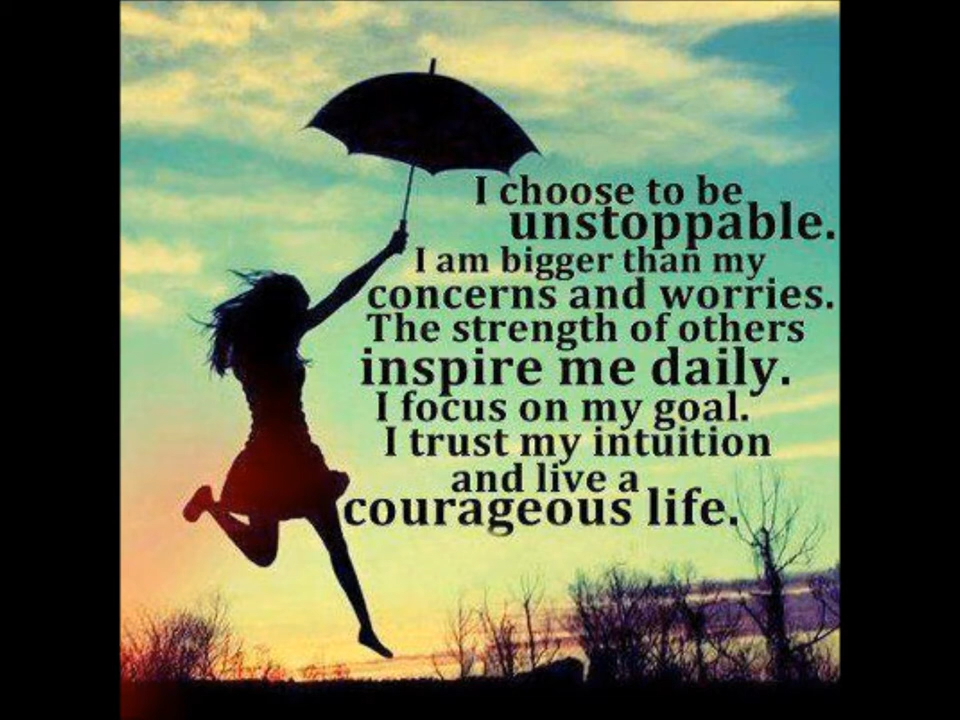 I choose to be
unstoppable.
I am bigger than my
concerns and worries.
The strength of others
inspire me daily.
I focus on my goal.
I trust my intuition
and live a
courageous life.